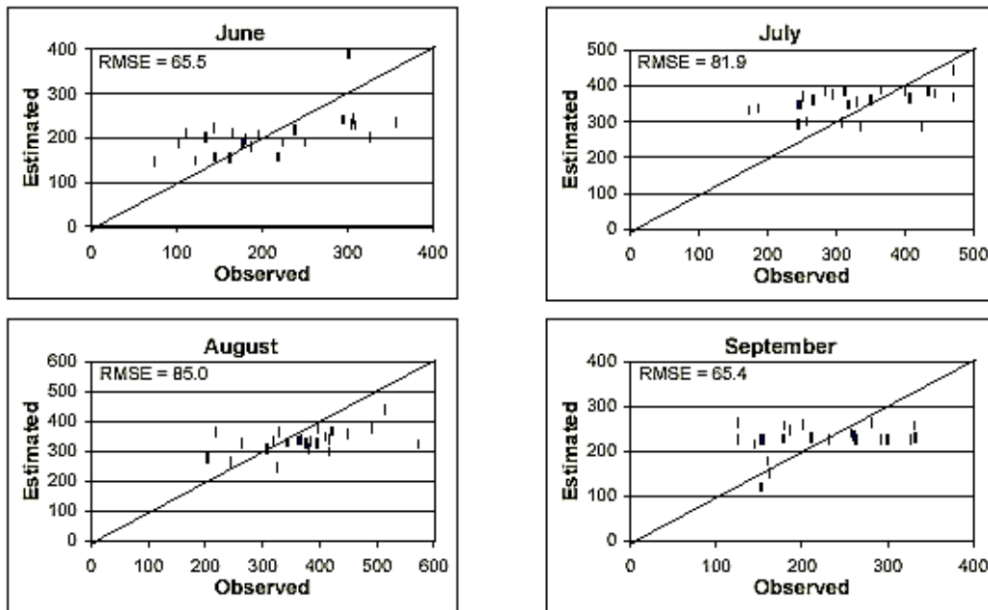 June
RMSE = 65.5
400
300
200
100
0
0 100 200 300 400
Estimated
Observed
July
RMSE = 81.9
500
400
300
200
100
0
0 100 200 300 400 500
Estimated
Observed
August
RMSE = 85.0
600
500
400
300
200
100
0
0 100 200 300 400 500 600
Estimated
Observed
September
RMSE = 65.4
400
300
200
100
0
0 100 200 300 400
Estimated
Observed